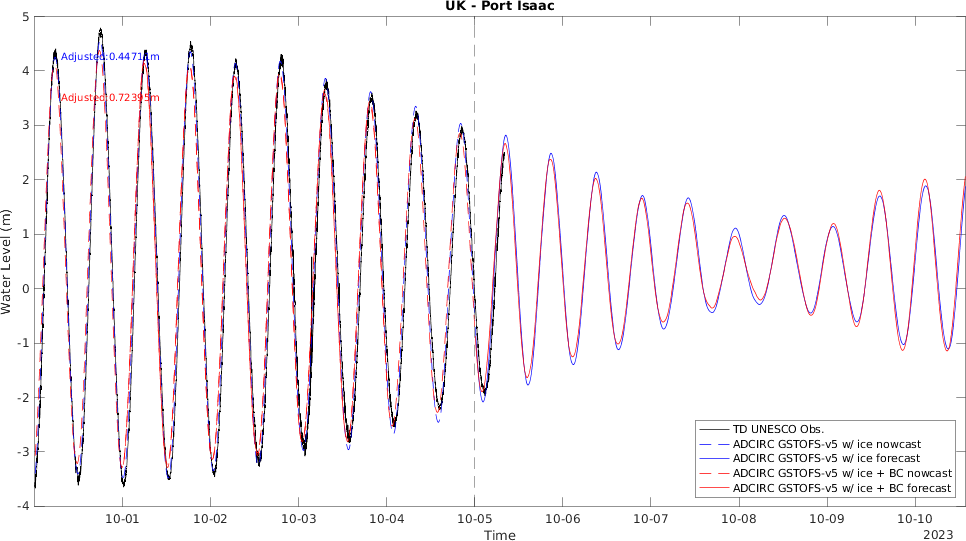 UK - Port Isaac
5
4
3
2
1
0
-1
-2
-3
-4
Water Level (m)
Adjusted:0.44711m
Adjusted:0.72395m
TD UNESCO Obs.
ADCIRC GSTOFS-v5 w/ ice nowcast
ADCIRC GSTOFS-v5 w/ ice forecast
ADCIRC GSTOFS-v5 w/ ice + BC nowcast
ADCIRC GSTOFS-v5 w/ ice + BC forecast
10-01 10-02 10-03 10-04 10-05 10-06 10-07 10-08 10-09 10-10
Time
2023